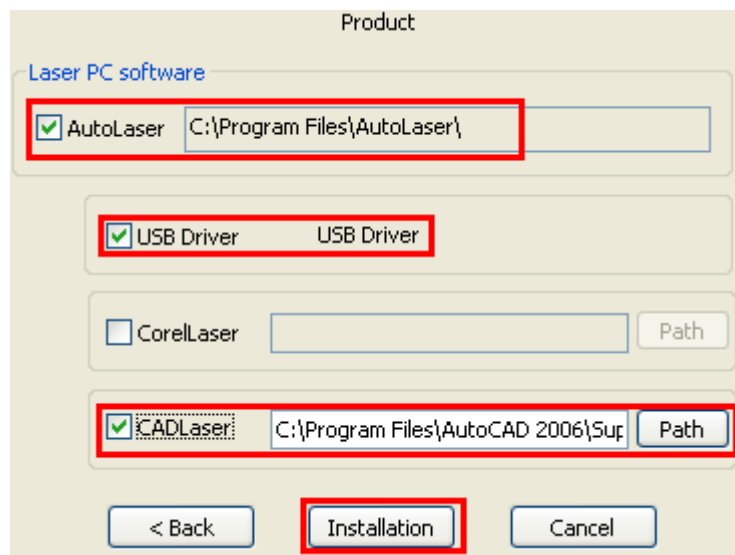 Product
Laser PC software
AutoLaser C:\Program Files\AutoLaser\
USB Driver USB Driver
CorelLaser Path
CADLaser C:\Program Files\AutoCAD 2006\Sup Path
< Back Installation Cancel